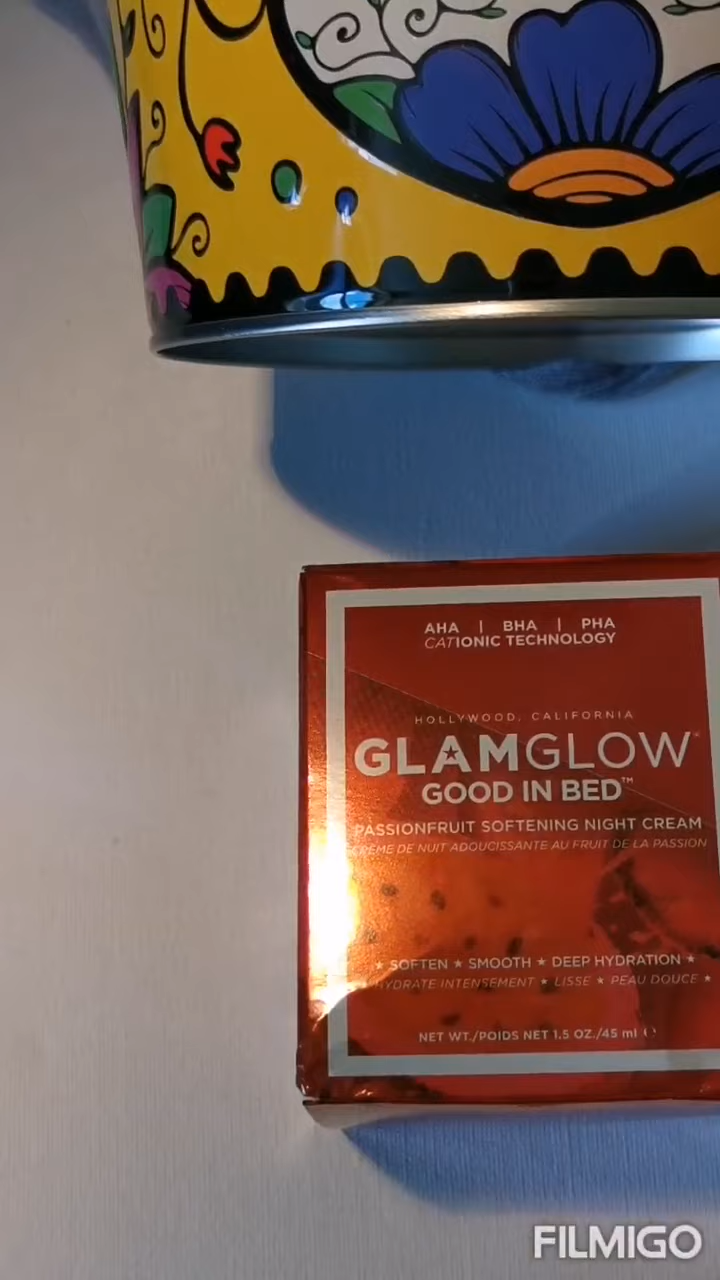 AHA | BHA | PHA
CATIONIC TECHNOLOGY
HOLLYWOOD, CALIFORNIA
GLAMGLOW
GOOD IN BED™
PASSIONFRUIT SOFTENING NIGHT CREAM
CRÈME DE NUIT ADOUCISSANTE AU FRUIT DE LA PASSION
★ SOFTEN ★ SMOOTH ★ DEEP HYDRATION ★
HYDRATE INTENSEMENT ★ LISSE ★ PEAU DOUCE ★
NET WT./POIDS NET 1.5 OZ./45 ml ℮
FILMIGO